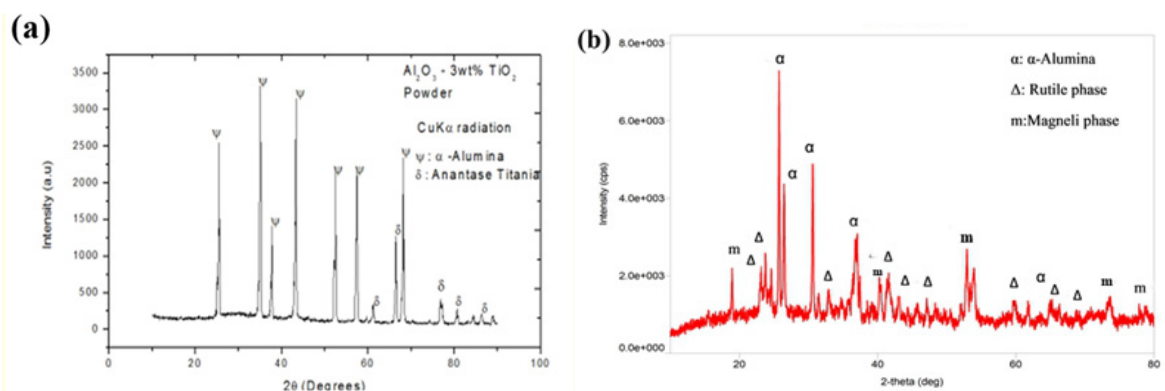 (a)
3500
3000
2500
2000
1500
1000
500
0
Intensity (a.u)
0
20
40
60
80
100
2θ (Degrees)
Al₂O₃ - 3wt% TiO₂
Powder
CuKα radiation
ψ : α -Alumina
δ : Anantase Titania
ψ
ψ
ψ
ψ
ψ
ψ
ψ
ψ
δ
δ
δ
δ
δ
(b)
8.0e+003
6.0e+003
4.0e+003
2.0e+003
0.0e+000
Intensity (cps)
20
40
60
80
2-theta (deg)
α: α-Alumina
Δ: Rutile phase
m:Magneli phase
m
Δ
Δ
α
α
α
Δ
α
m
Δ
Δ
Δ
m
Δ
α
Δ
Δ
m
m